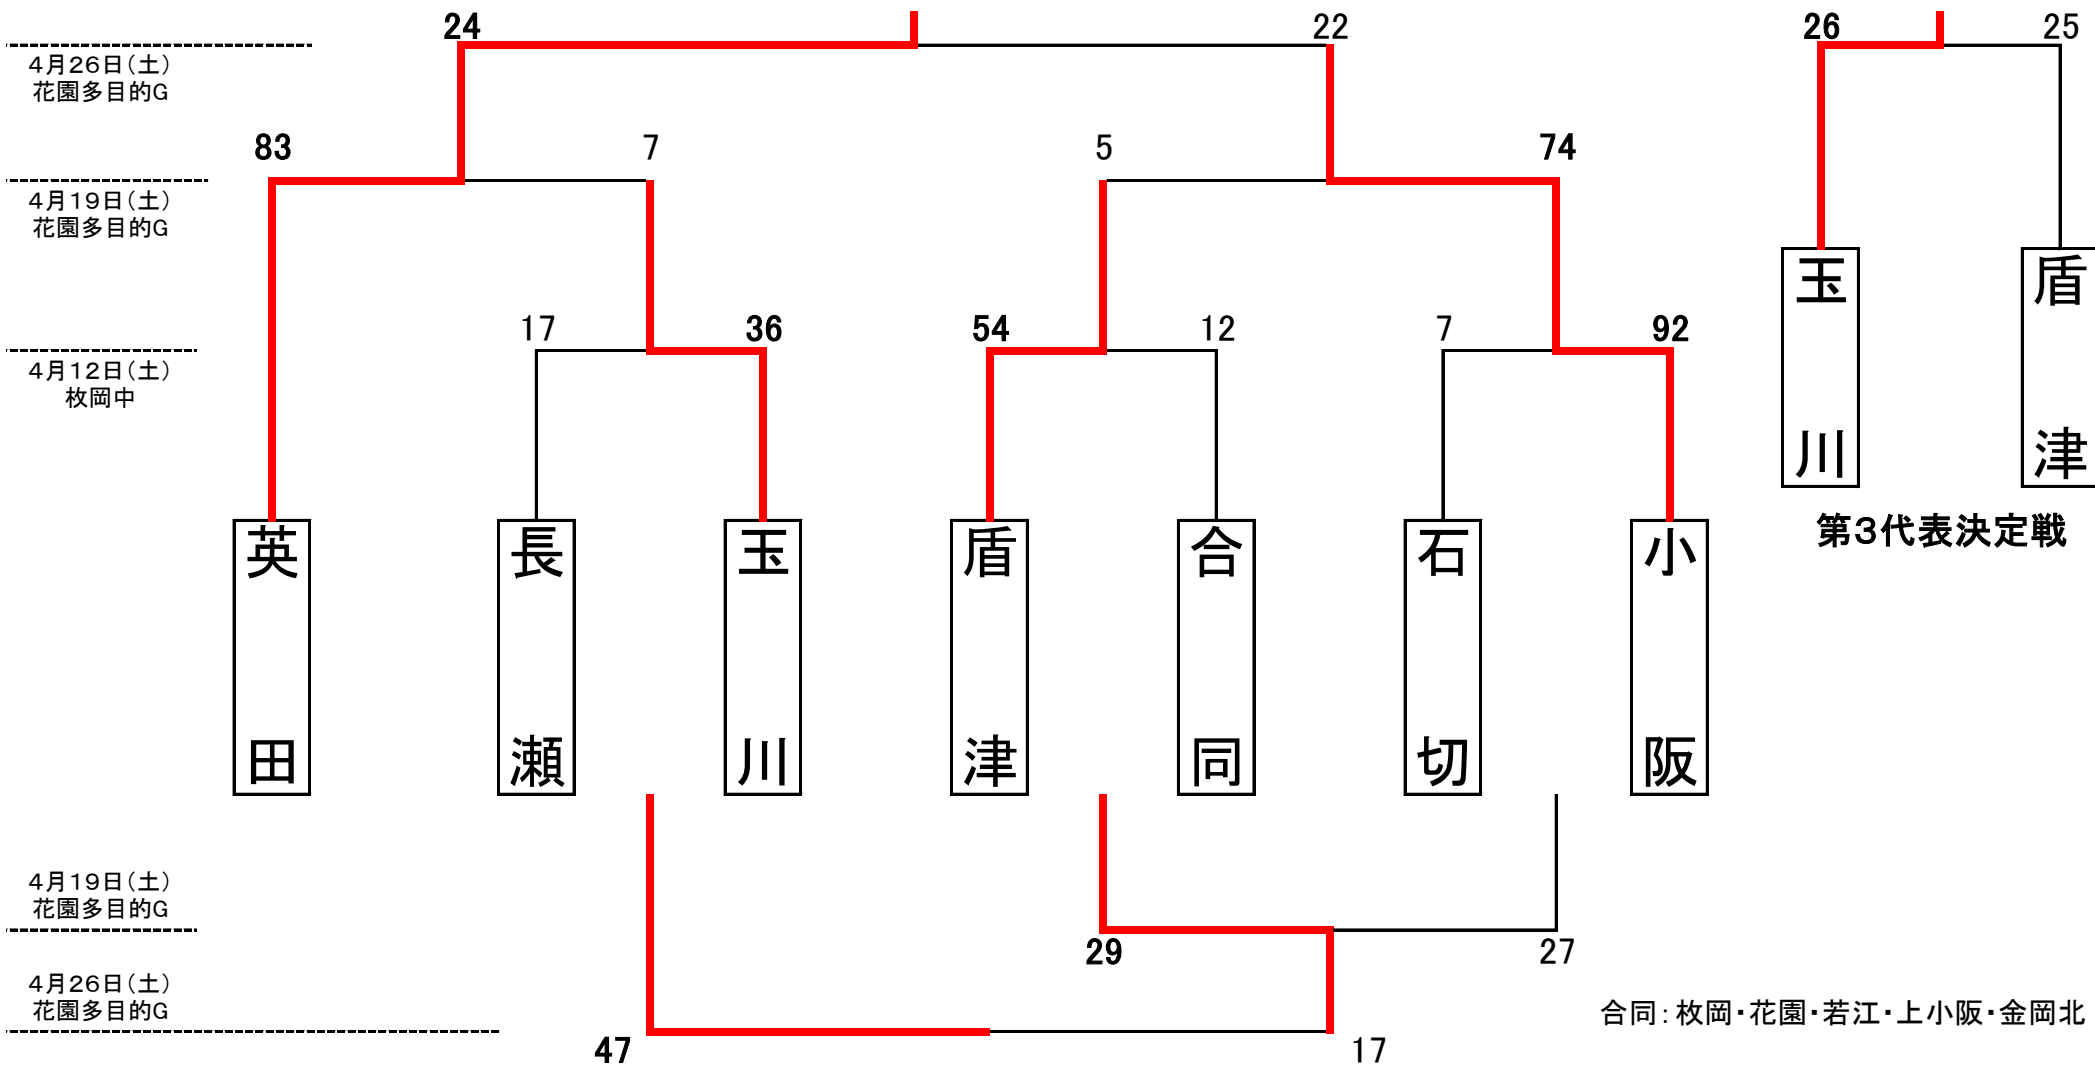 24
22
26
25
4月26日(土)
花園多目的G
83
7
5
74
4月19日(土)
花園多目的G
17
36
54
12
7
92
4月12日(土)
枚岡中
玉川
盾津
第3代表決定戦
英田
長瀬
玉川
盾津
合同
石切
小阪
4月19日(土)
花園多目的G
29
27
4月26日(土)
花園多目的G
47
17
合同:枚岡・花園・若江・上小阪・金岡北